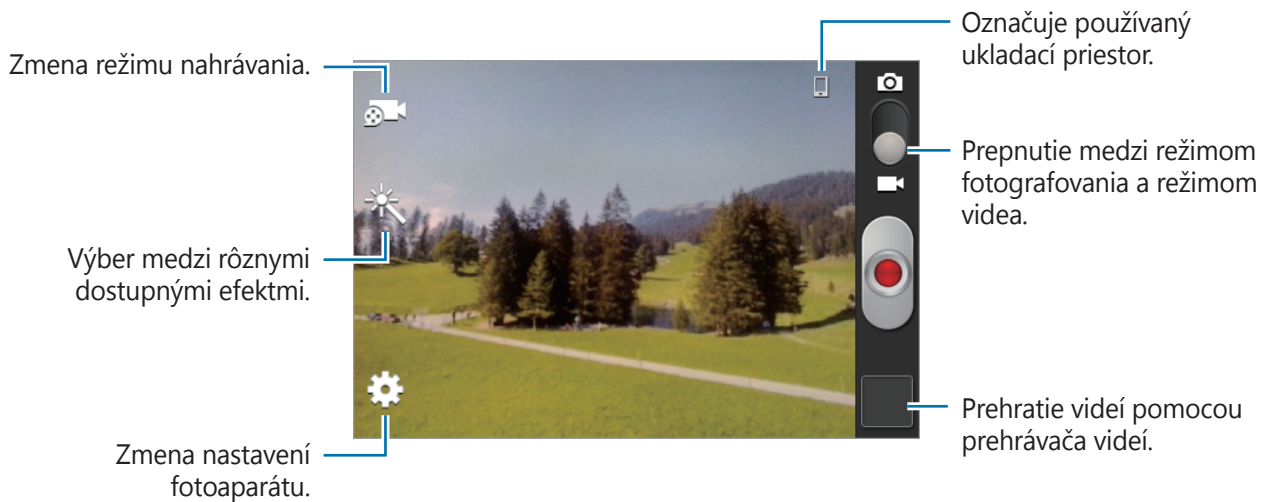 Zmena režimu nahrávania.
Výber medzi rôznymi
dostupnými efektmi.
Zmena nastavení
fotoaparátu.
Označuje používaný
ukladací priestor.
Prepnutie medzi režimom
fotografovania a režimom
videa.
Prehratie videí pomocou
prehrávača videí.